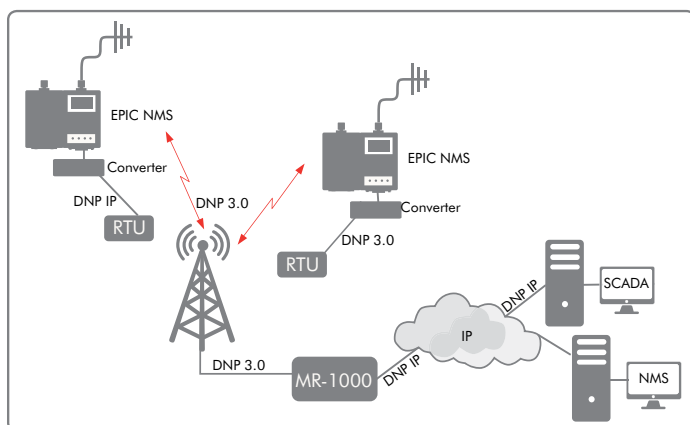 EPIC NMS
Converter
DNP IP
RTU
DNP 3.0
EPIC NMS
Converter
DNP 3.0
RTU
DNP 3.0
MR-1000
DNP IP
IP
DNP IP
SCADA
NMS